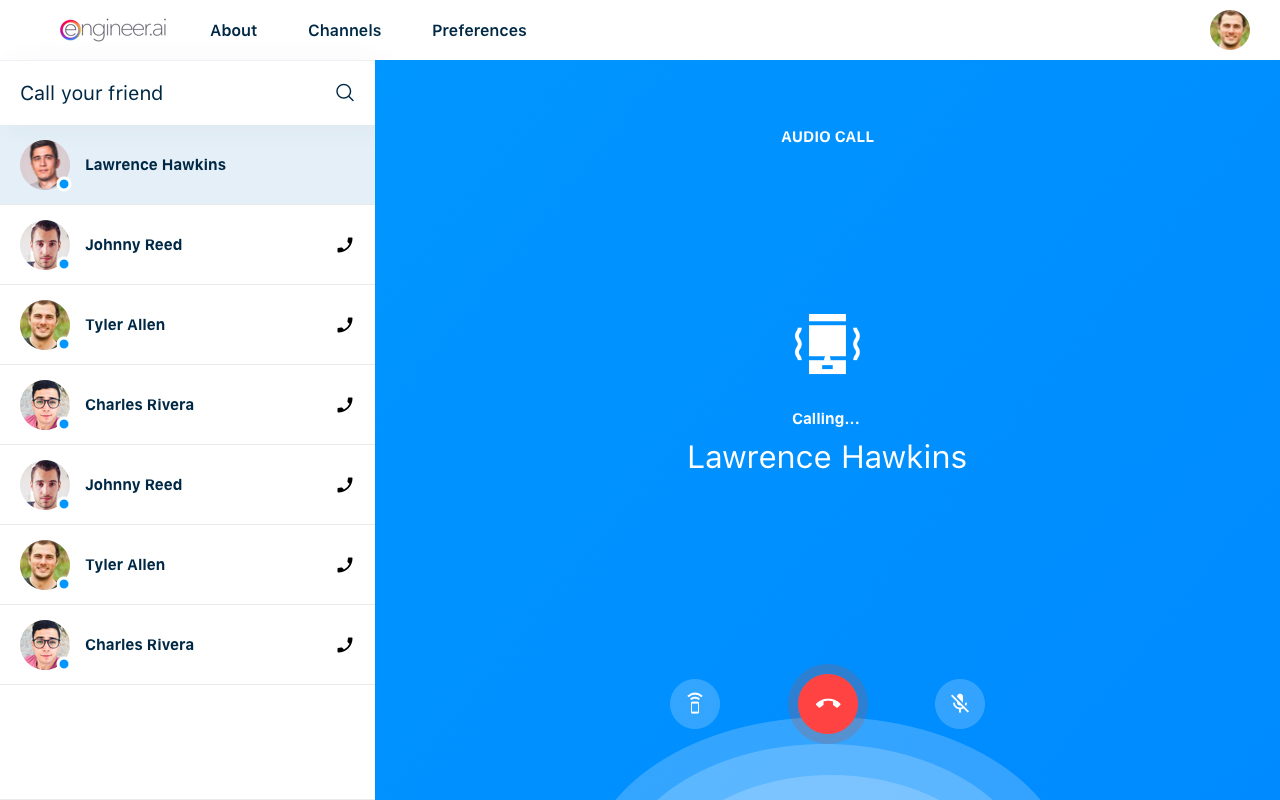 engineer.ai
About
Channels
Preferences
Call your friend
Lawrence Hawkins
Johnny Reed
Tyler Allen
Charles Rivera
Johnny Reed
Tyler Allen
Charles Rivera
AUDIO CALL
Calling...
Lawrence Hawkins